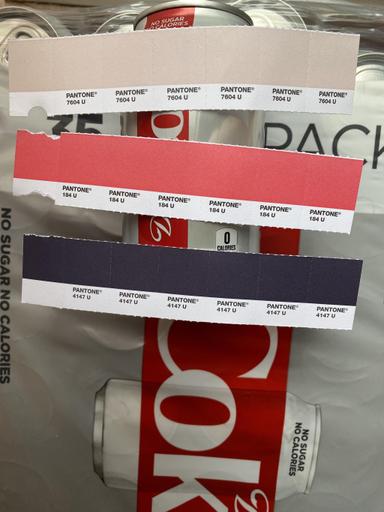 NO SUGAR
NO CALORIES
PANTONE® PANTONE® PANTONE® PANTONE® PANTONE® PANTONE®
7604 U 7604 U 7604 U 7604 U 7604 U 7604 U
35
PACK
O
PANTONE® PANTONE® PANTONE® PANTONE® PANTONE® PANTONE®
184 U 184 U 184 U 184 U 184 U 184 U
0
CALORIES
PANTONE® PANTONE® PANTONE® PANTONE® PANTONE® PANTONE®
4147 U 4147 U 4147 U 4147 U 4147 U 4147 U
NO SUGAR NO CALORIES
COK
NO SUGAR
NO CALORIES